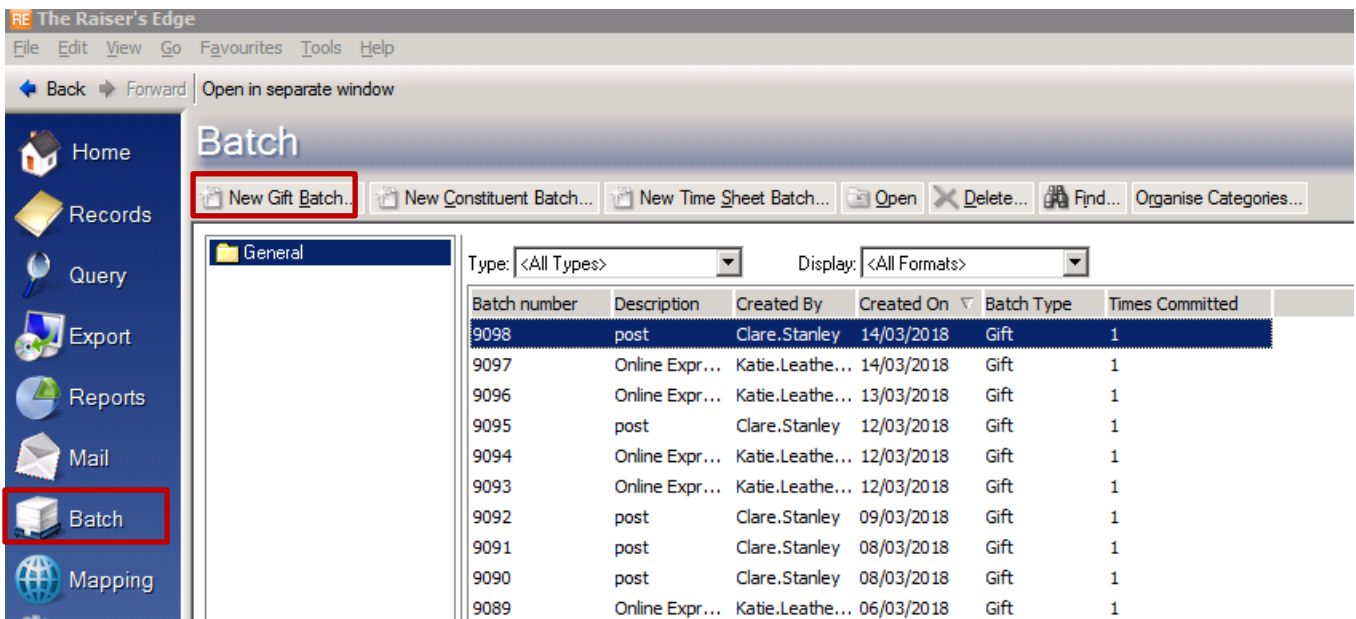 RE The Raiser's Edge
File Edit View Go Favourites Tools Help
Back Forward Open in separate window
Batch
New Gift Batch... New Constituent Batch... New Time Sheet Batch... Open Delete... Find... Organise Categories...
Home
Records
Query
Export
Reports
Mail
Batch
Mapping
General
Type: <All Types> Display: <All Formats>
Batch number Description Created By Created On Batch Type Times Committed
9098 post Clare.Stanley 14/03/2018 Gift 1
9097 Online Expr... Katie.Leathe... 14/03/2018 Gift 1
9096 Online Expr... Katie.Leathe... 13/03/2018 Gift 1
9095 post Clare.Stanley 12/03/2018 Gift 1
9094 Online Expr... Katie.Leathe... 12/03/2018 Gift 1
9093 Online Expr... Katie.Leathe... 12/03/2018 Gift 1
9092 post Clare.Stanley 09/03/2018 Gift 1
9091 post Clare.Stanley 08/03/2018 Gift 1
9090 post Clare.Stanley 08/03/2018 Gift 1
9089 Online Expr... Katie.Leathe... 06/03/2018 Gift 1